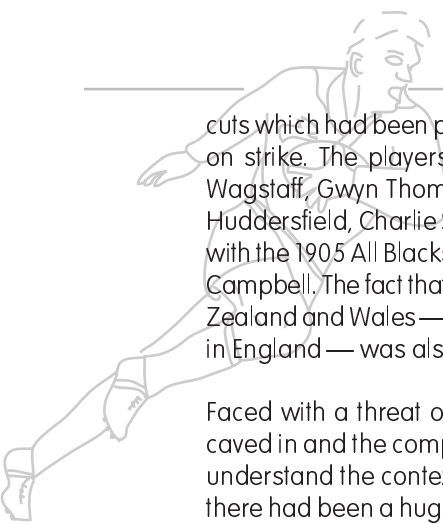 cuts which had been
on strike. The players
Wagstaff, Gwyn Thom
Huddersfield, Charlie
with the 1905 All Blacks
Campbell. The fact that
Zealand and Wales —
in England — was als
Faced with a threat o
caved in and the comp
understand the conte
there had been a hug